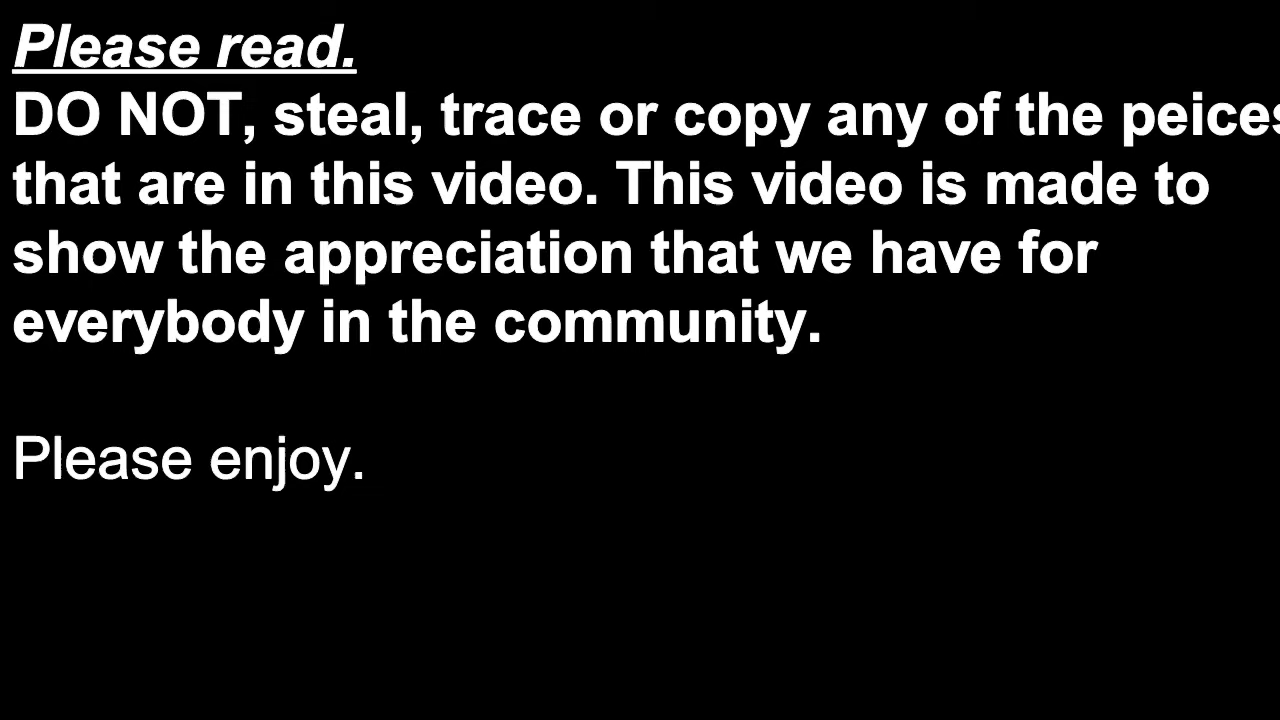 Please read.
DO NOT, steal, trace or copy any of the peices
that are in this video. This video is made to
show the appreciation that we have for
everybody in the community.
Please enjoy.